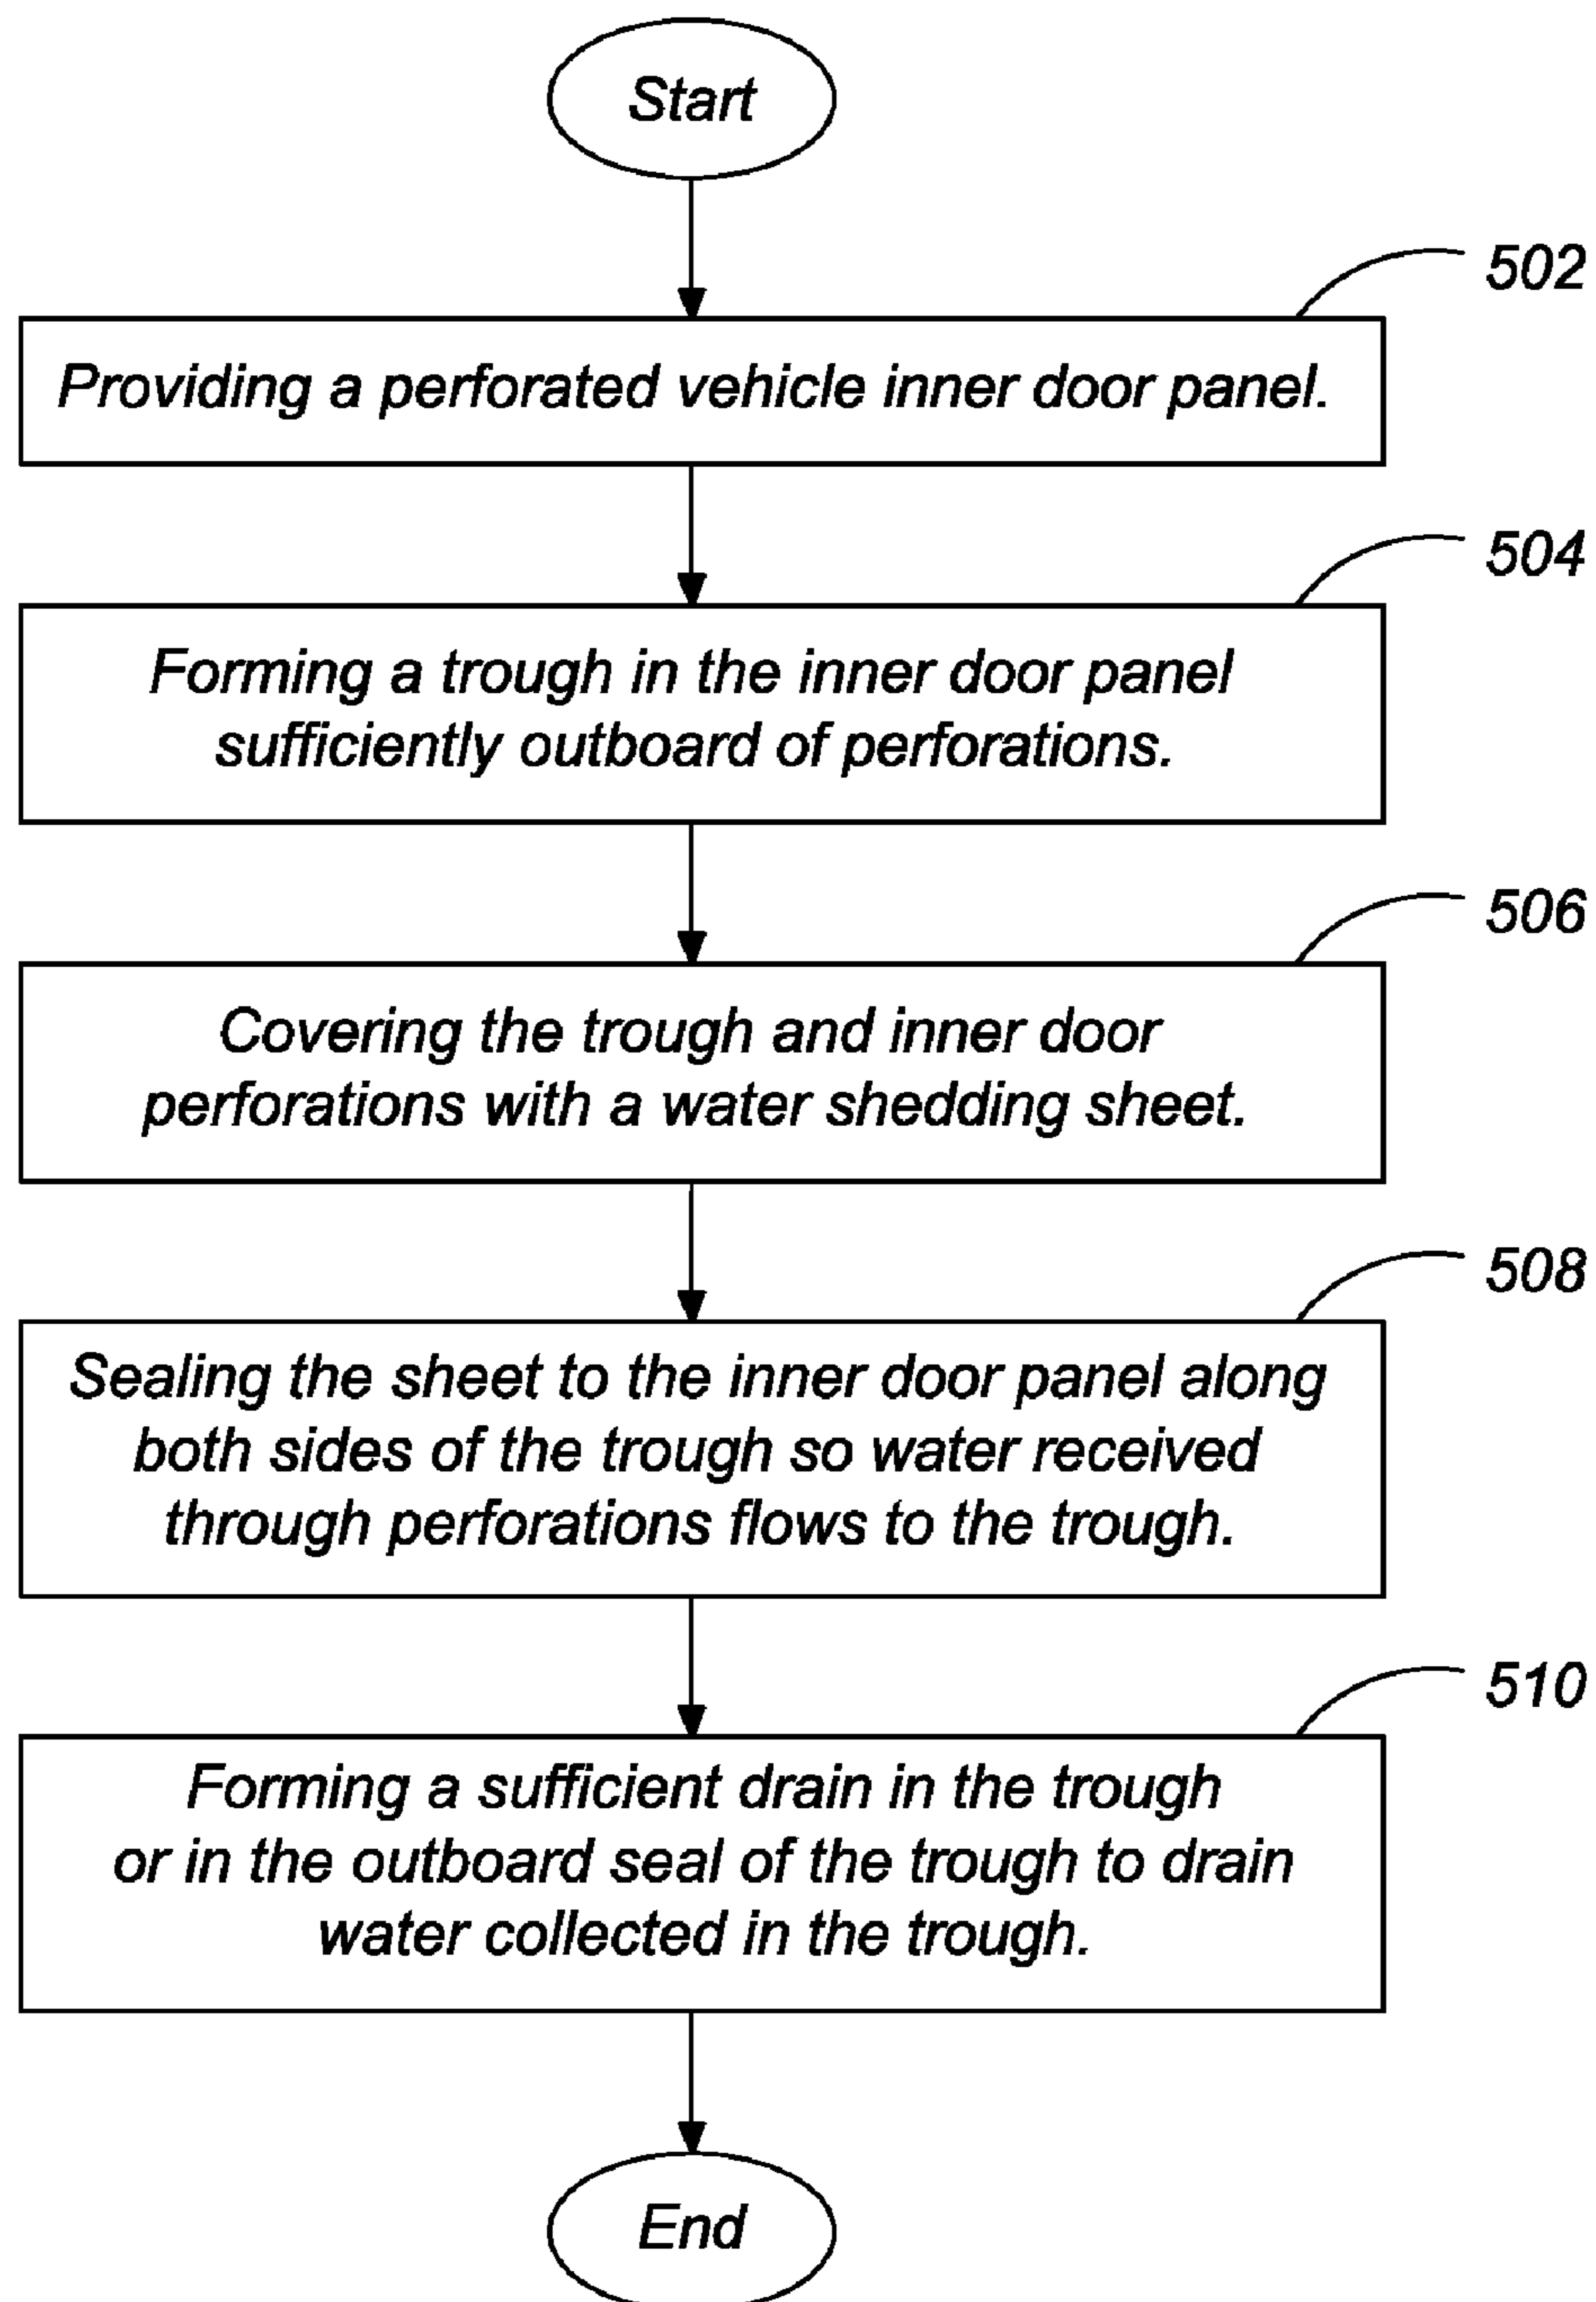 Start
502
Providing a perforated vehicle inner door panel.
504
Forming a trough in the inner door panel
sufficiently outboard of perforations.
506
Covering the trough and inner door
perforations with a water shedding sheet.
508
Sealing the sheet to the inner door panel along
both sides of the trough so water received
through perforations flows to the trough.
510
Forming a sufficient drain in the trough
or in the outboard seal of the trough to drain
water collected in the trough.
End